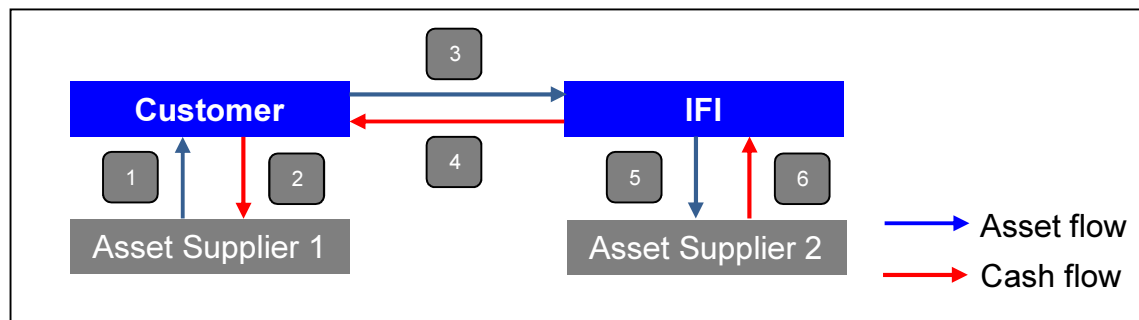 3
Customer
IFI
4
1
2
5
6
Asset Supplier 1
Asset Supplier 2
Asset flow
Cash flow